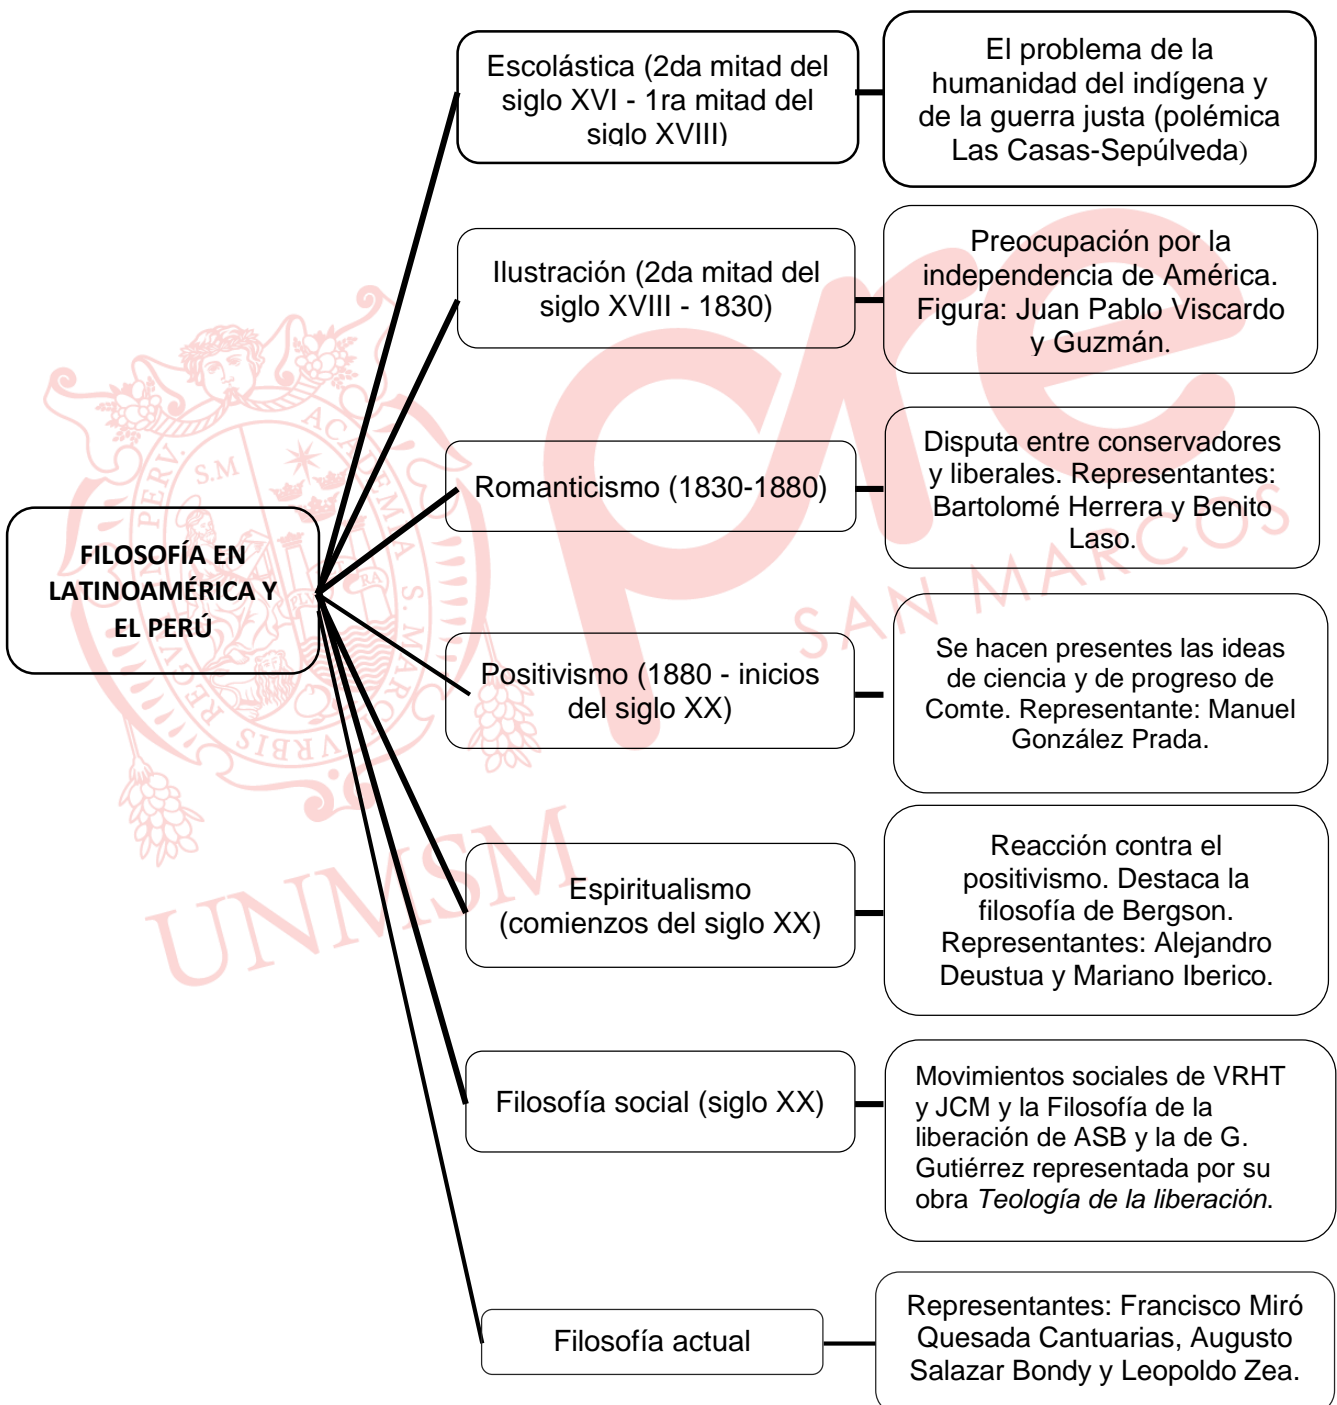 FILOSOFÍA EN
LATINOAMÉRICA Y
EL PERÚ
Escolástica (2da mitad del
siglo XVI - 1ra mitad del
siglo XVIII)
El problema de la
humanidad del indígena y
de la guerra justa (polémica
Las Casas-Sepúlveda)
Ilustración (2da mitad del
siglo XVIII - 1830)
Preocupación por la
independencia de América.
Figura: Juan Pablo Viscardo
y Guzmán.
Romanticismo (1830-1880)
Disputa entre conservadores
y liberales. Representantes:
Bartolomé Herrera y Benito
Laso.
Positivismo (1880 - inicios
del siglo XX)
Se hacen presentes las ideas
de ciencia y de progreso de
Comte. Representante: Manuel
González Prada.
Espiritualismo
(comienzos del siglo XX)
Reacción contra el
positivismo. Destaca la
filosofía de Bergson.
Representantes: Alejandro
Deustua y Mariano Iberico.
Filosofía social (siglo XX)
Movimientos sociales de VRHT
y JCM y la Filosofía de la
liberación de ASB y la de G.
Gutiérrez representada por su
obra Teología de la liberación.
Filosofía actual
Representantes: Francisco Miró
Quesada Cantuarias, Augusto
Salazar Bondy y Leopoldo Zea.
pre
SAN MARCOS
UNMSM
ACADEMIA S. MARCI VRBIS REGVM IN PERV.
S.M